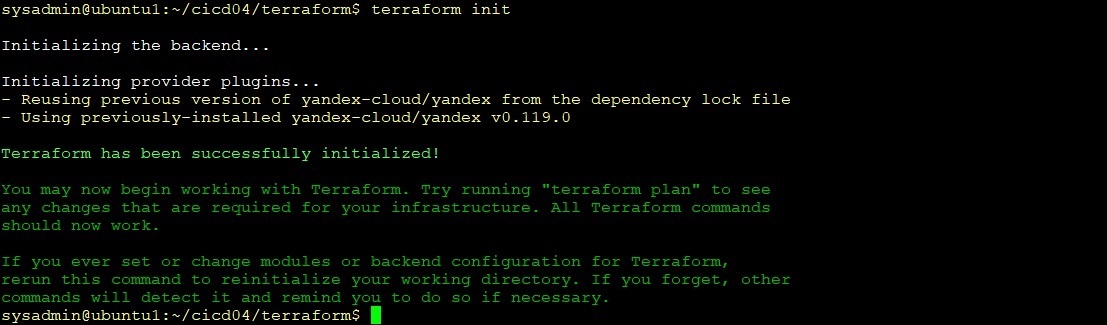 sysadmin@ubuntu1:~/cicd04/terraform$ terraform init
Initializing the backend...
Initializing provider plugins...
- Reusing previous version of yandex-cloud/yandex from the dependency lock file
- Using previously-installed yandex-cloud/yandex v0.119.0
Terraform has been successfully initialized!
You may now begin working with Terraform. Try running "terraform plan" to see
any changes that are required for your infrastructure. All Terraform commands
should now work.
If you ever set or change modules or backend configuration for Terraform,
rerun this command to reinitialize your working directory. If you forget, other
commands will detect it and remind you to do so if necessary.
sysadmin@ubuntu1:~/cicd04/terraform$